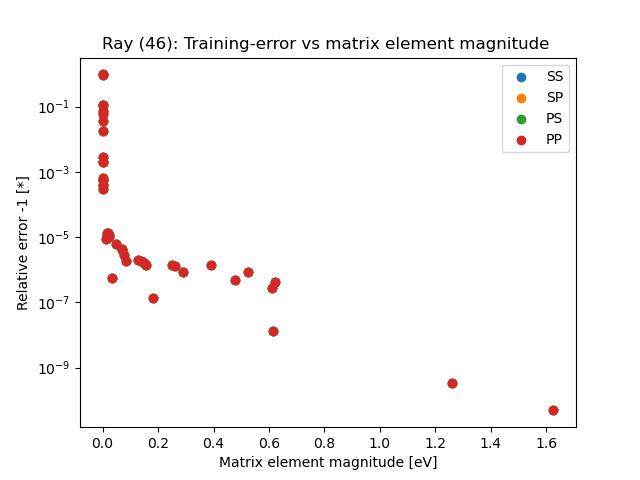 Ray (46): Training-error vs matrix element magnitude
SS
SP
PS
PP
Relative error -1 [*]
10⁻¹
10⁻³
10⁻⁵
10⁻⁷
10⁻⁹
0.0 0.2 0.4 0.6 0.8 1.0 1.2 1.4 1.6
Matrix element magnitude [eV]